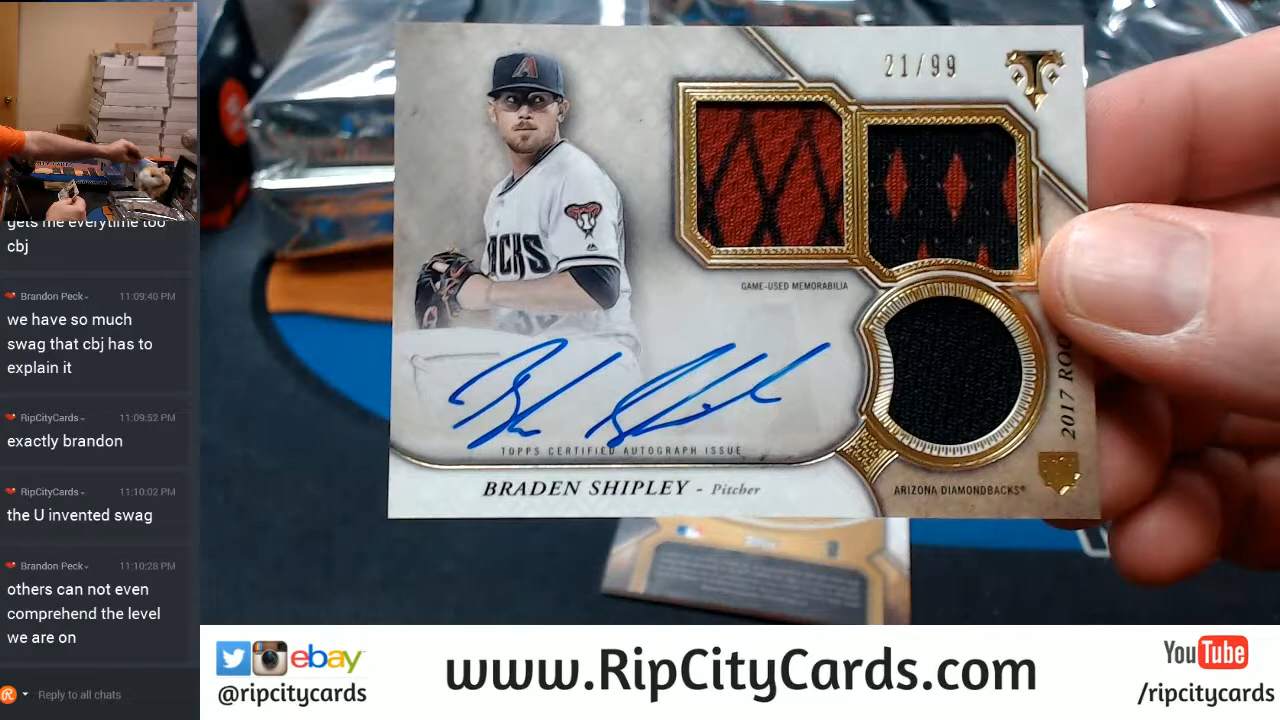 gets me everytime too
cbj
Brandon Peck 11:09:40 PM
we have so much
swag that cbj has to
explain it
RipCityCards 11:09:52 PM
exactly brandon
RipCityCards 11:10:02 PM
the U invented swag
Brandon Peck 11:10:28 PM
others can not even
comprehend the level
we are on
Reply to all chats
21/99
T
A
ACKS
GAME-USED MEMORABILIA
2017 ROO
TOPPS CERTIFIED AUTOGRAPH ISSUE
BRADEN SHIPLEY - Pitcher
ARIZONA DIAMONDBACKS®
ebay
@ripcitycards
www.RipCityCards.com
YouTube
/ripcitycards